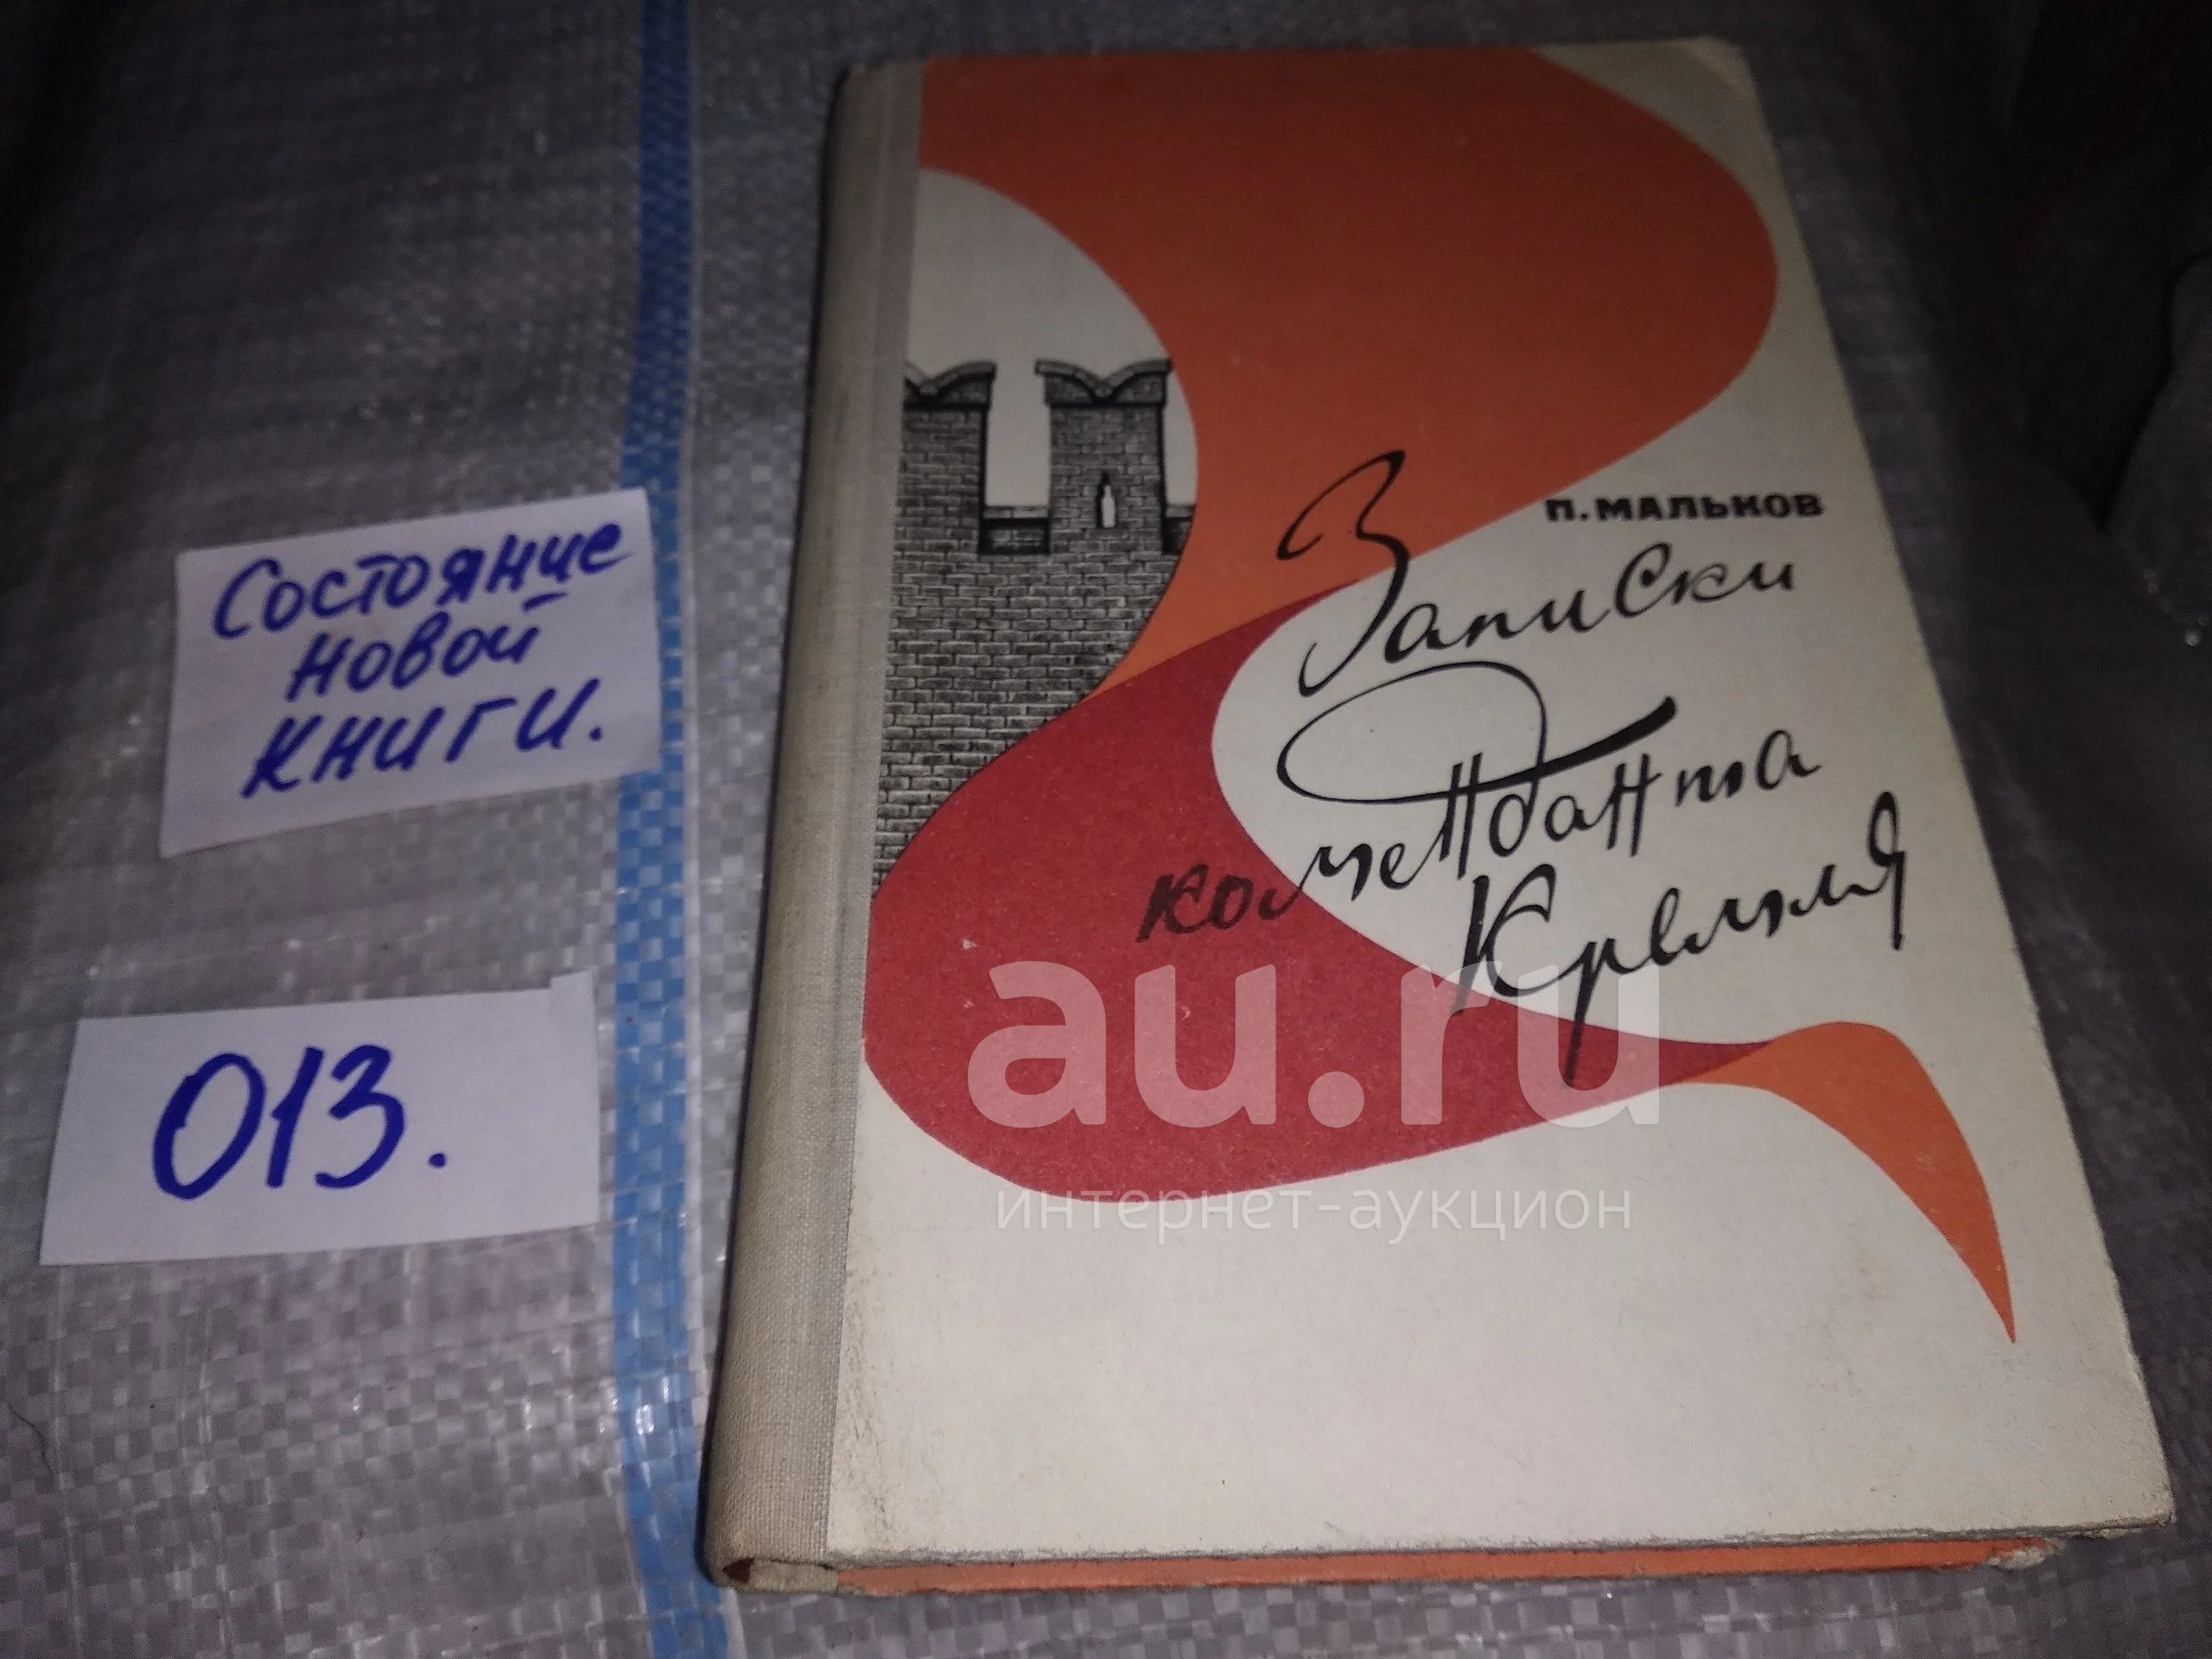 Состояние
новой
книги.
013.
П. МАЛЬКОВ
Записки
коменданта
Кремля
au.ru
интернет-аукцион